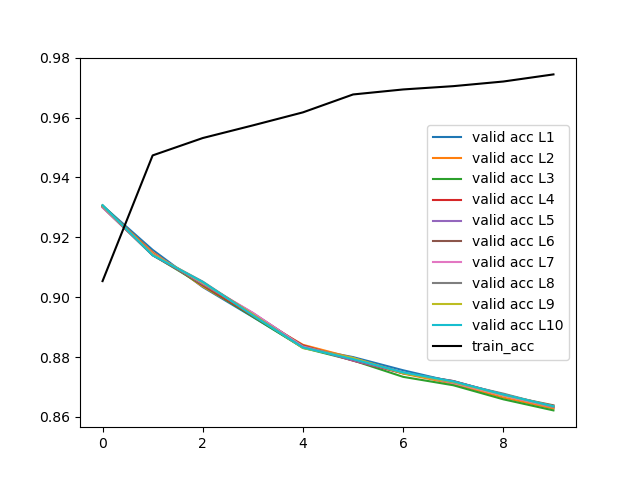 0.98
0.96
0.94
0.92
0.90
0.88
0.86
0
2
4
6
8
valid acc L1
valid acc L2
valid acc L3
valid acc L4
valid acc L5
valid acc L6
valid acc L7
valid acc L8
valid acc L9
valid acc L10
train_acc